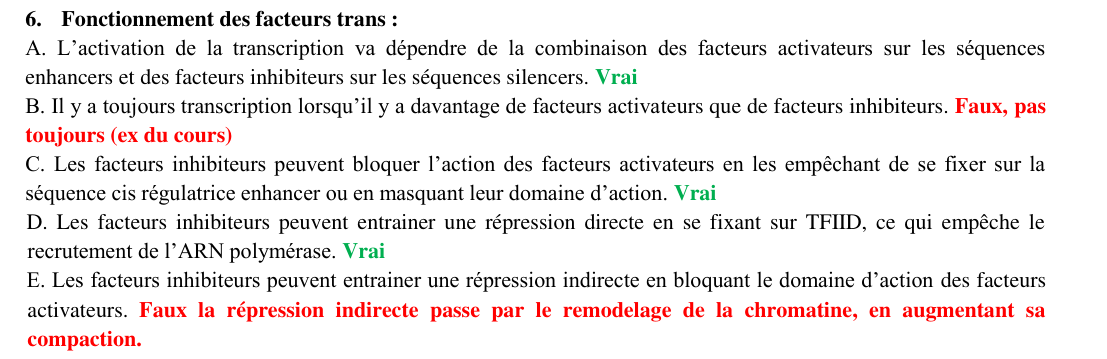 6. Fonctionnement des facteurs trans :
A. L'activation de la transcription va dépendre de la combinaison des facteurs activateurs sur les séquences
enhancers et des facteurs inhibiteurs sur les séquences silencers. Vrai
B. Il y a toujours transcription lorsqu'il y a davantage de facteurs activateurs que de facteurs inhibiteurs. Faux, pas
toujours (ex du cours)
C. Les facteurs inhibiteurs peuvent bloquer l'action des facteurs activateurs en les empêchant de se fixer sur la
séquence cis régulatrice enhancer ou en masquant leur domaine d'action. Vrai
D. Les facteurs inhibiteurs peuvent entrainer une répression directe en se fixant sur TFIID, ce qui empêche le
recrutement de l'ARN polymérase. Vrai
E. Les facteurs inhibiteurs peuvent entrainer une répression indirecte en bloquant le domaine d'action des facteurs
activateurs. Faux la répression indirecte passe par le remodelage de la chromatine, en augmentant sa
compaction.